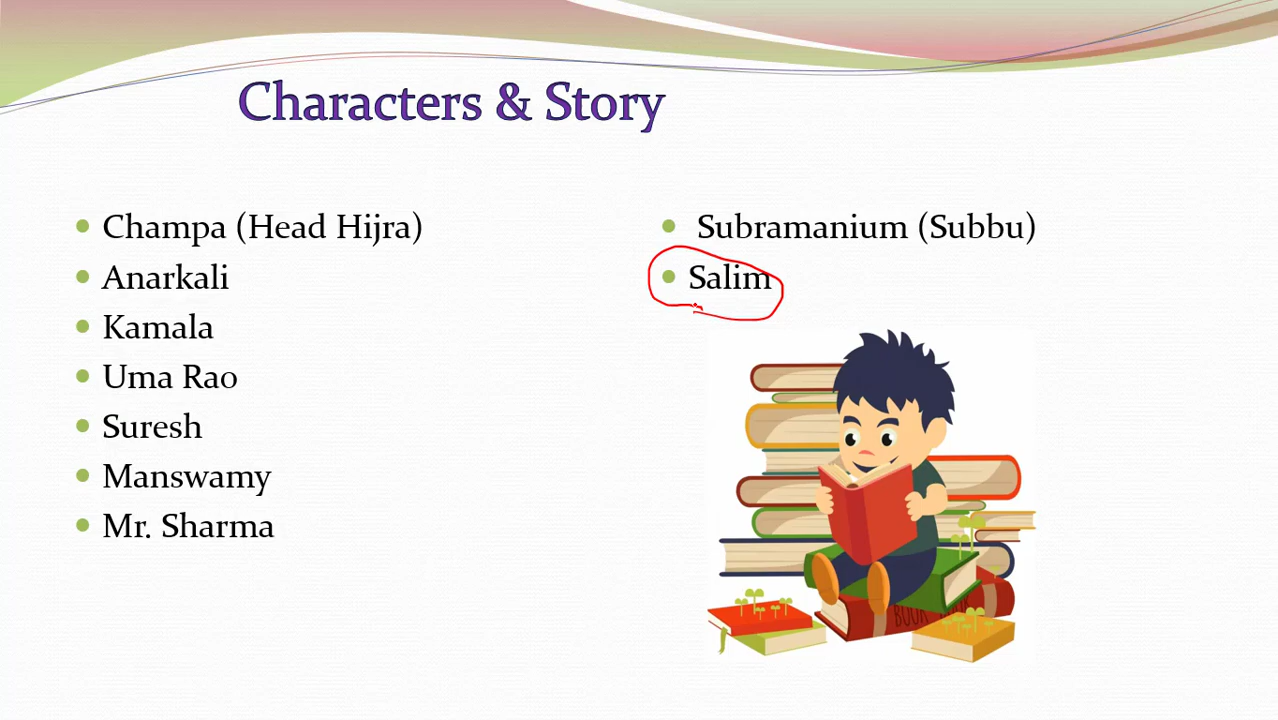 Characters & Story
Champa (Head Hijra)
Anarkali
Kamala
Uma Rao
Suresh
Manswamy
Mr. Sharma
Subramanium (Subbu)
Salim